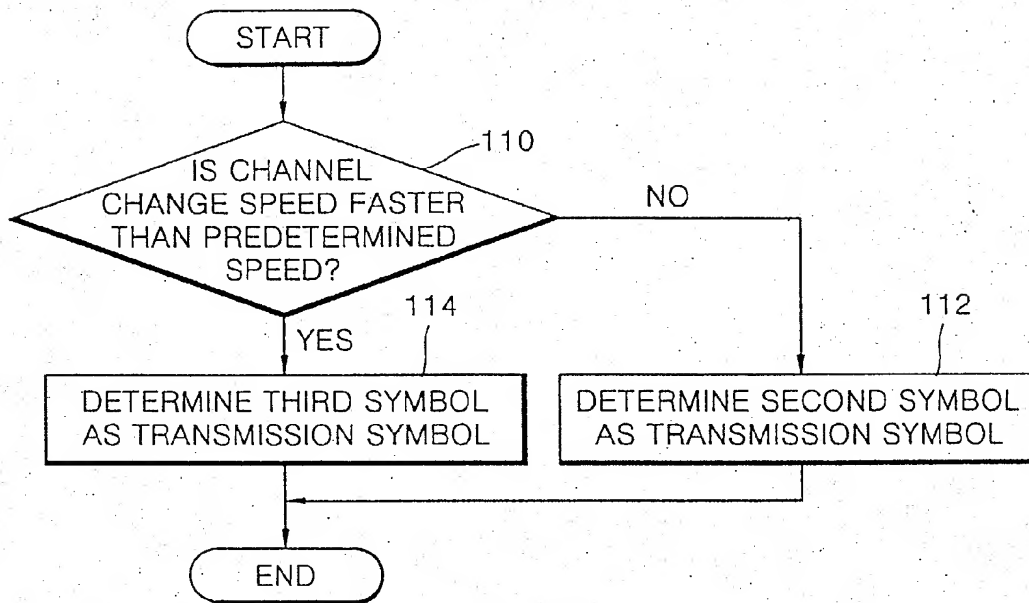 START
110
IS CHANNEL
CHANGE SPEED FASTER
THAN PREDETERMINED
SPEED?
NO
YES
114
112
DETERMINE THIRD SYMBOL
AS TRANSMISSION SYMBOL
DETERMINE SECOND SYMBOL
AS TRANSMISSION SYMBOL
END